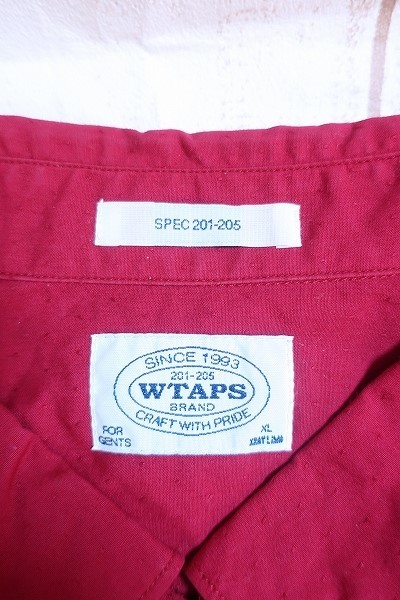 SPEC 201-205
SINCE 1993
201-205
WTAPS
BRAND
CRAFT WITH PRIDE
FOR
GENTS
XL